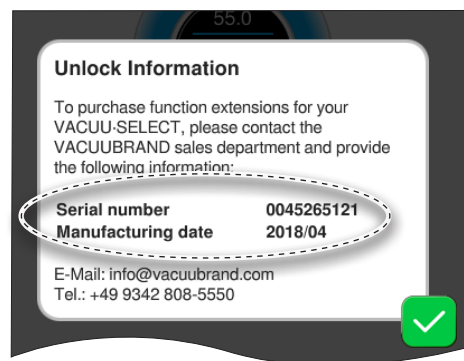 55.0
Unlock Information
To purchase function extensions for your
VACUU·SELECT, please contact the
VACUUBRAND sales department and provide
the following information:
Serial number 0045265121
Manufacturing date 2018/04
E-Mail: info@vacuubrand.com
Tel.: +49 9342 808-5550